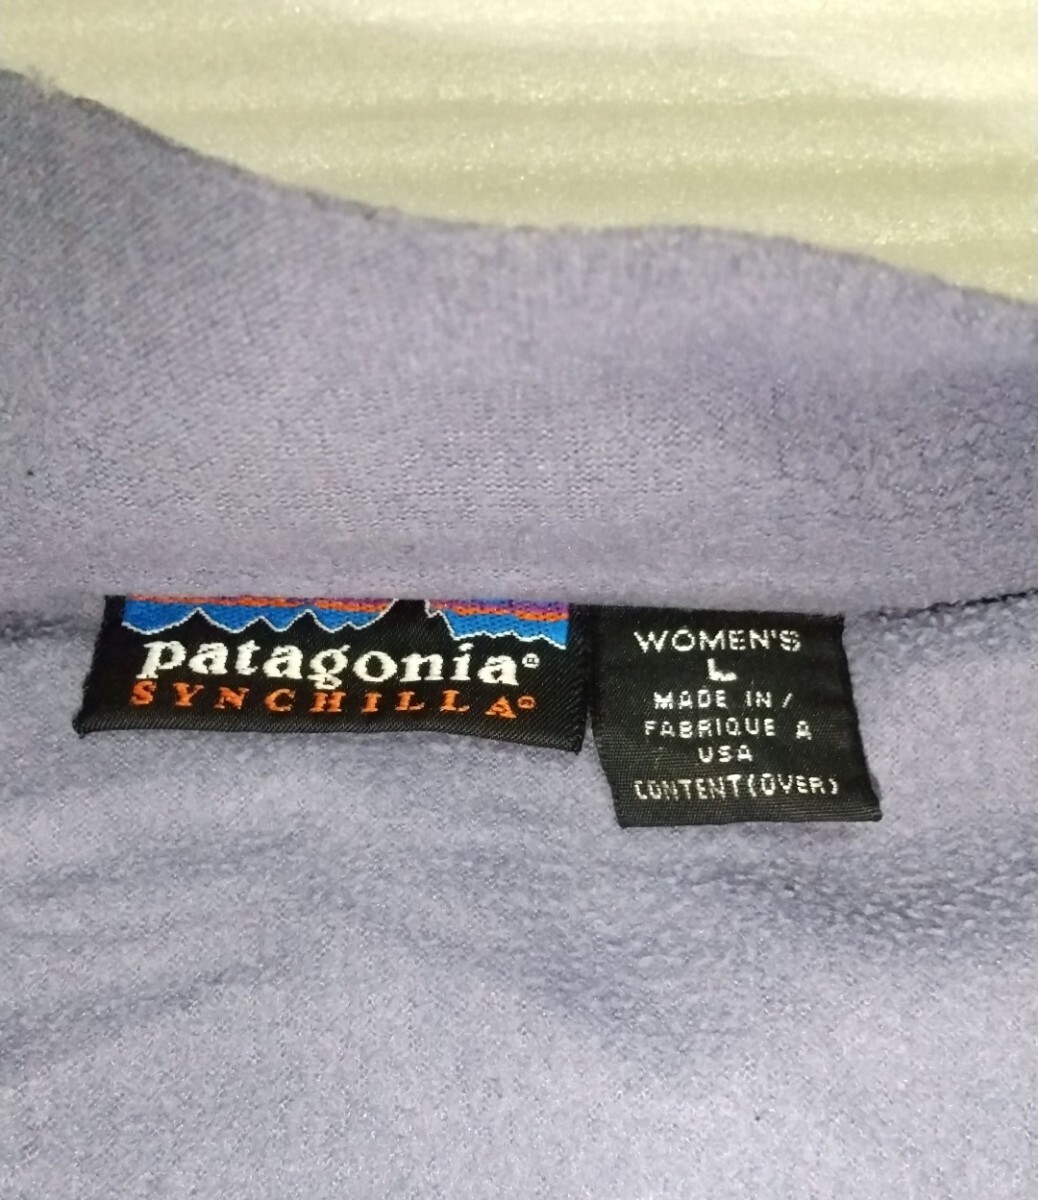 patagonia®
SYNCHILLA®
WOMEN'S
L
MADE IN /
FABRIQUE A
USA
CONTENT (OVER)